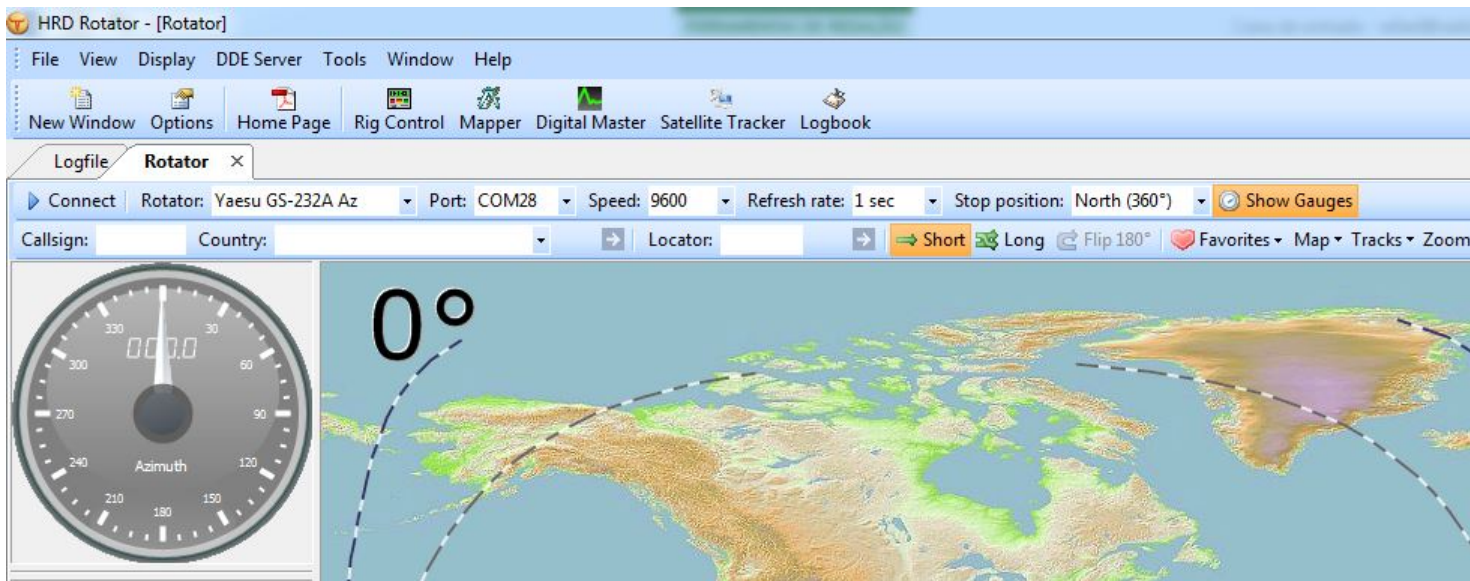 HRD Rotator - [Rotator]
File View Display DDE Server Tools Window Help
New Window Options Home Page Rig Control Mapper Digital Master Satellite Tracker Logbook
Logfile Rotator
Connect Rotator: Yaesu GS-232A Az Port: COM28 Speed: 9600 Refresh rate: 1 sec Stop position: North (360°) Show Gauges
Callsign: Country: Locator: Short Long Flip 180° Favorites Map Tracks Zoom
0°
330 30
000.0
300 60
270 90
240 Azimuth 120
210 150
180